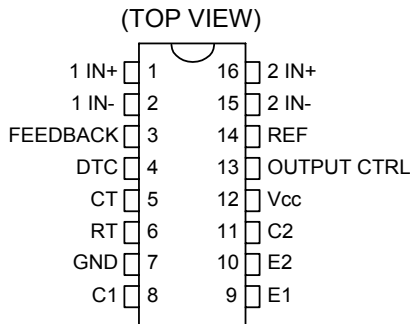 (TOP VIEW)
1 IN+ 1 16 2 IN+
1 IN- 2 15 2 IN-
FEEDBACK 3 14 REF
DTC 4 13 OUTPUT CTRL
CT 5 12 Vcc
RT 6 11 C2
GND 7 10 E2
C1 8 9 E1